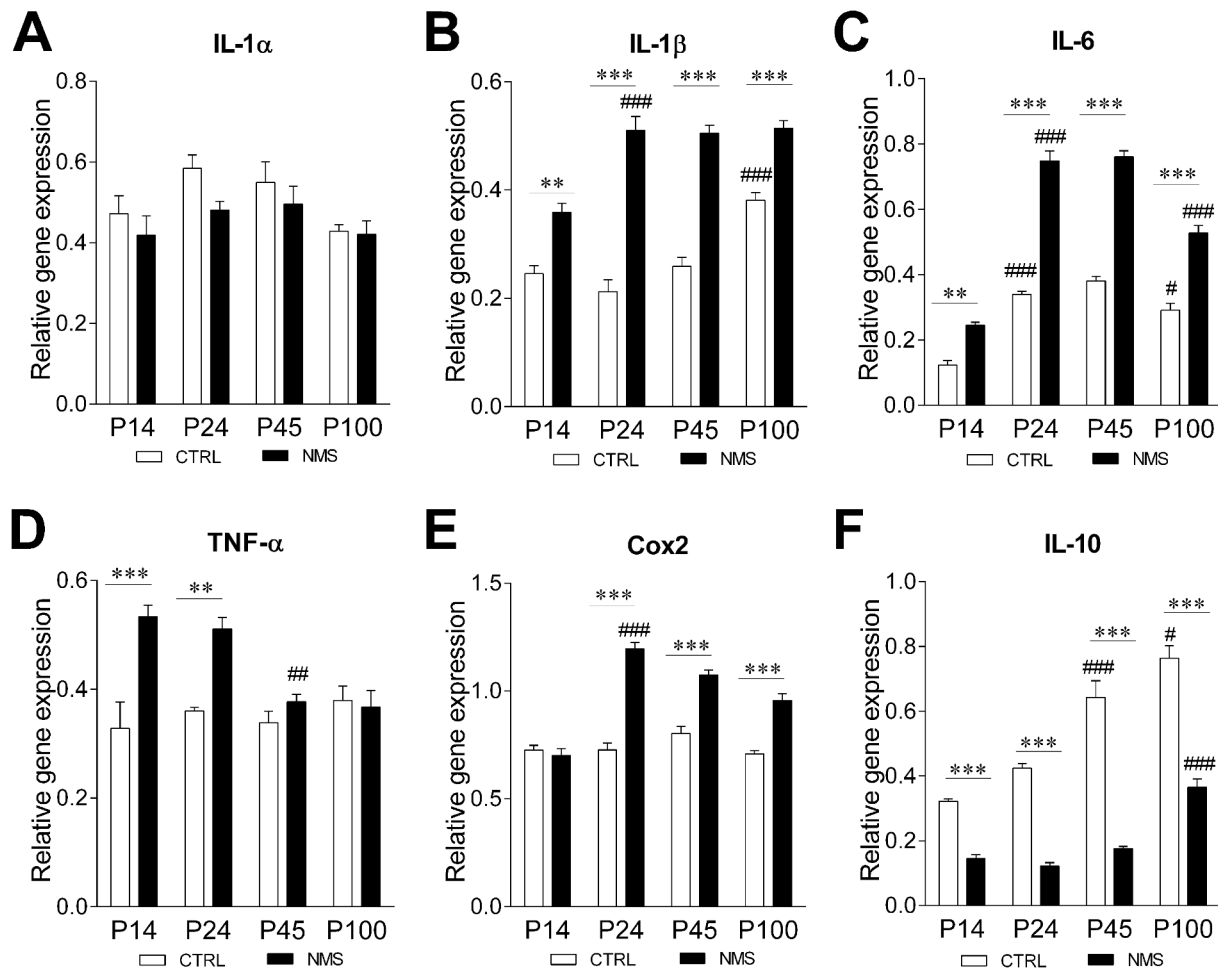 A
IL-1α
Relative gene expression
0.8
0.6
0.4
0.2
0.0
P14 P24 P45 P100
CTRL NMS
B
IL-1β
Relative gene expression
0.6
0.4
0.2
0.0
** *** ### *** *** ###
P14 P24 P45 P100
CTRL NMS
C
IL-6
Relative gene expression
1.0
0.8
0.6
0.4
0.2
0.0
** *** ### ### *** *** # ###
P14 P24 P45 P100
CTRL NMS
D
TNF-α
Relative gene expression
0.6
0.4
0.2
0.0
*** ** ##
P14 P24 P45 P100
CTRL NMS
E
Cox2
Relative gene expression
1.5
1.0
0.5
0.0
*** ### *** ***
P14 P24 P45 P100
CTRL NMS
F
IL-10
Relative gene expression
1.0
0.8
0.6
0.4
0.2
0.0
*** *** *** ### *** # ###
P14 P24 P45 P100
CTRL NMS